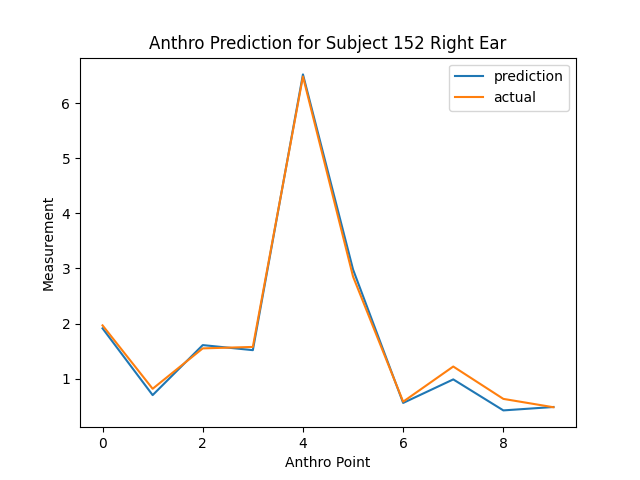 Anthro Prediction for Subject 152 Right Ear
prediction
actual
Measurement
6
5
4
3
2
1
0 2 4 6 8
Anthro Point